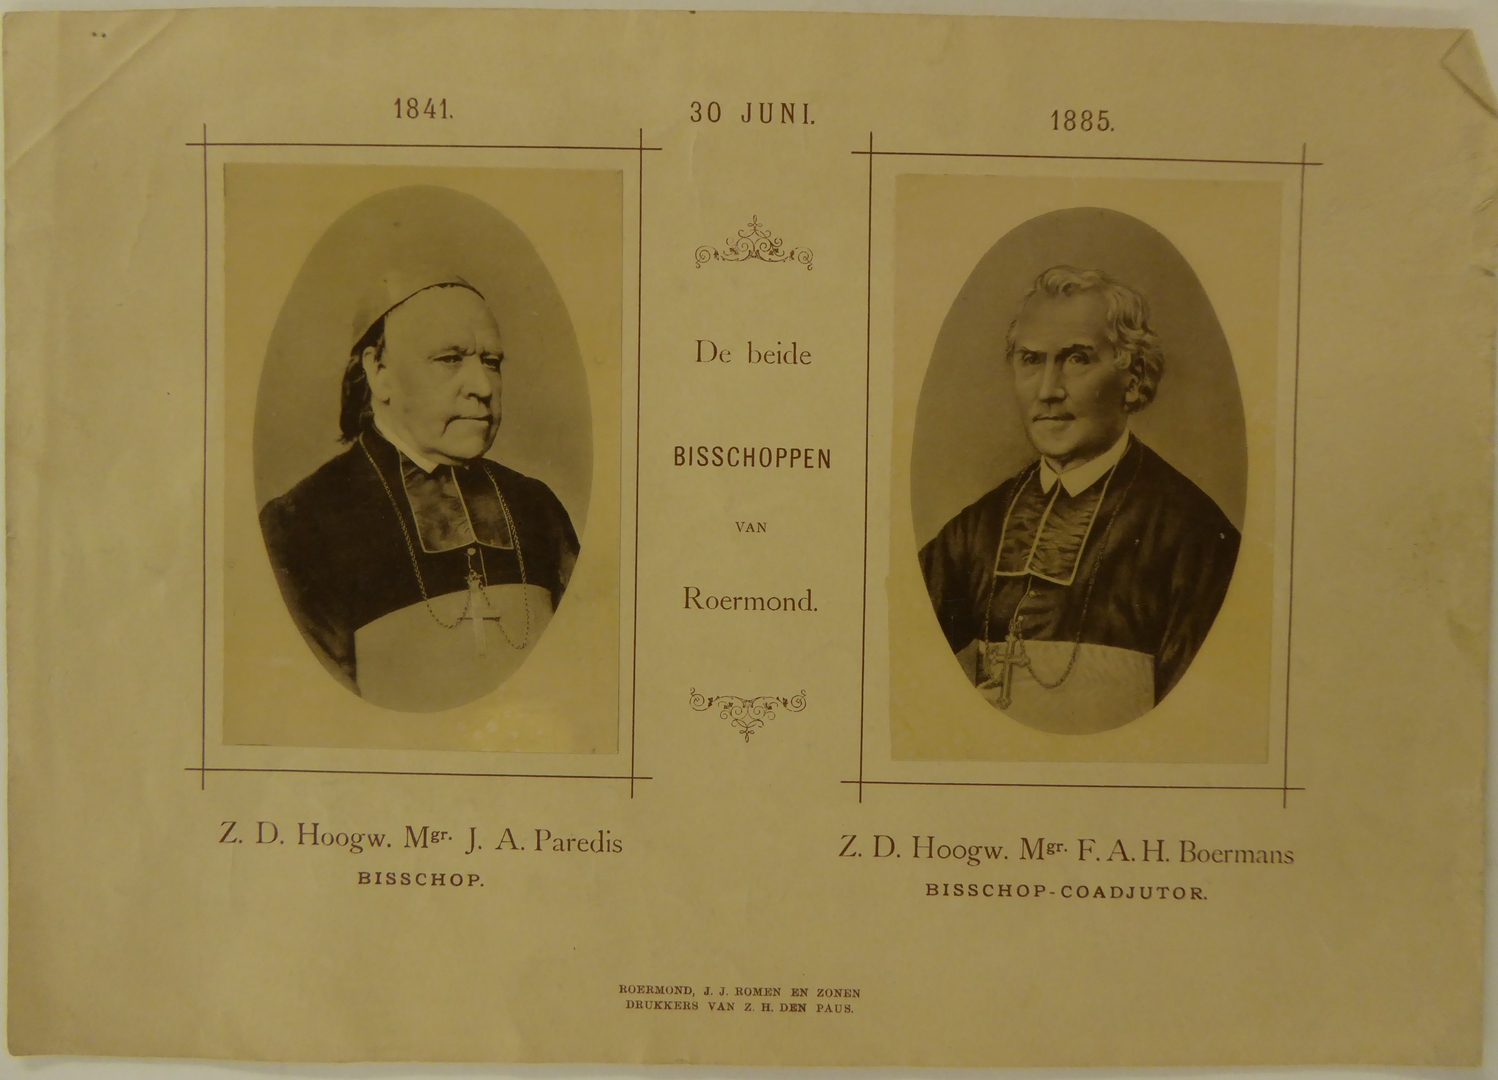 1841.
30 JUNI.
1885.
De beide
BISSCHOPPEN
VAN
Roermond.
Z. D. Hoogw. Mgr. J. A. Paredis
BISSCHOP.
Z. D. Hoogw. Mgr. F. A. H. Boermans
BISSCHOP-COADJUTOR.
ROERMOND, J. J. ROMEN EN ZONEN
DRUKKERS VAN Z. H. DEN PAUS.